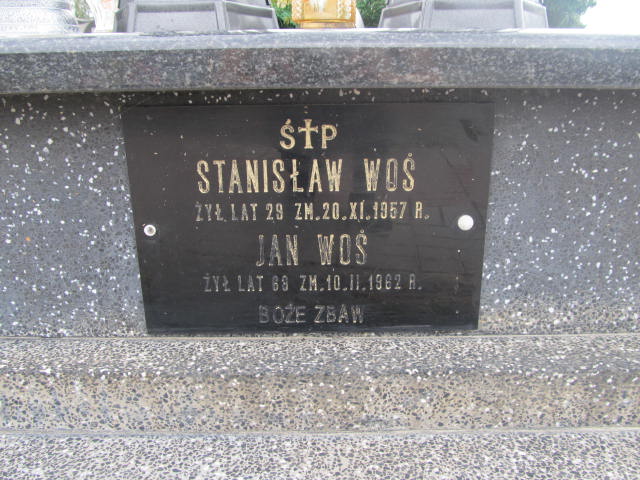 Ś✝P
STANISŁAW WOŚ
ŻYŁ. LAT 29 ZM. 20. XI. 1957 R.
JAN WOŚ
ŻYŁ LAT 68 ZM. 10. II. 1962 R.
BOŻE ZBAW